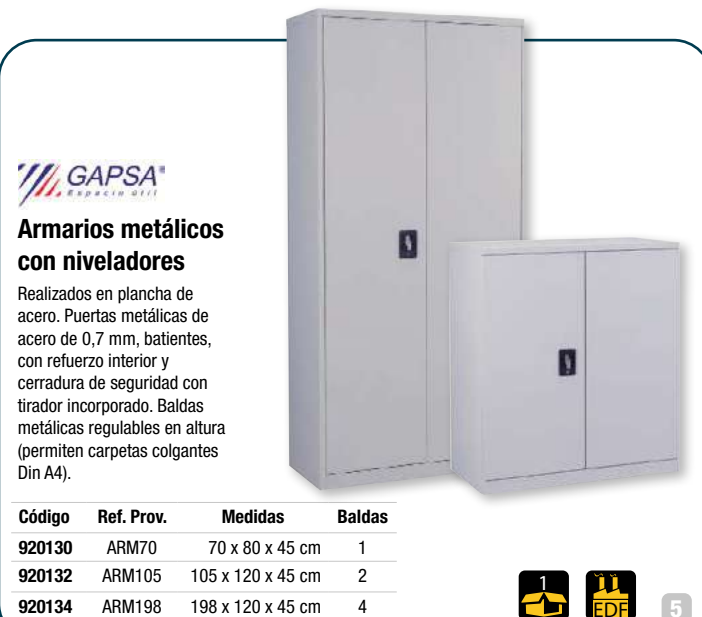 GAPSA®
Espacio útil
Armarios metálicos
con niveladores
Realizados en plancha de
acero. Puertas metálicas de
acero de 0,7 mm, batientes,
con refuerzo interior y
cerradura de seguridad con
tirador incorporado. Baldas
metálicas regulables en altura
(permiten carpetas colgantes
Din A4).
Código Ref. Prov. Medidas Baldas
920130 ARM70 70 x 80 x 45 cm 1
920132 ARM105 105 x 120 x 45 cm 2
920134 ARM198 198 x 120 x 45 cm 4
1
EDF
5